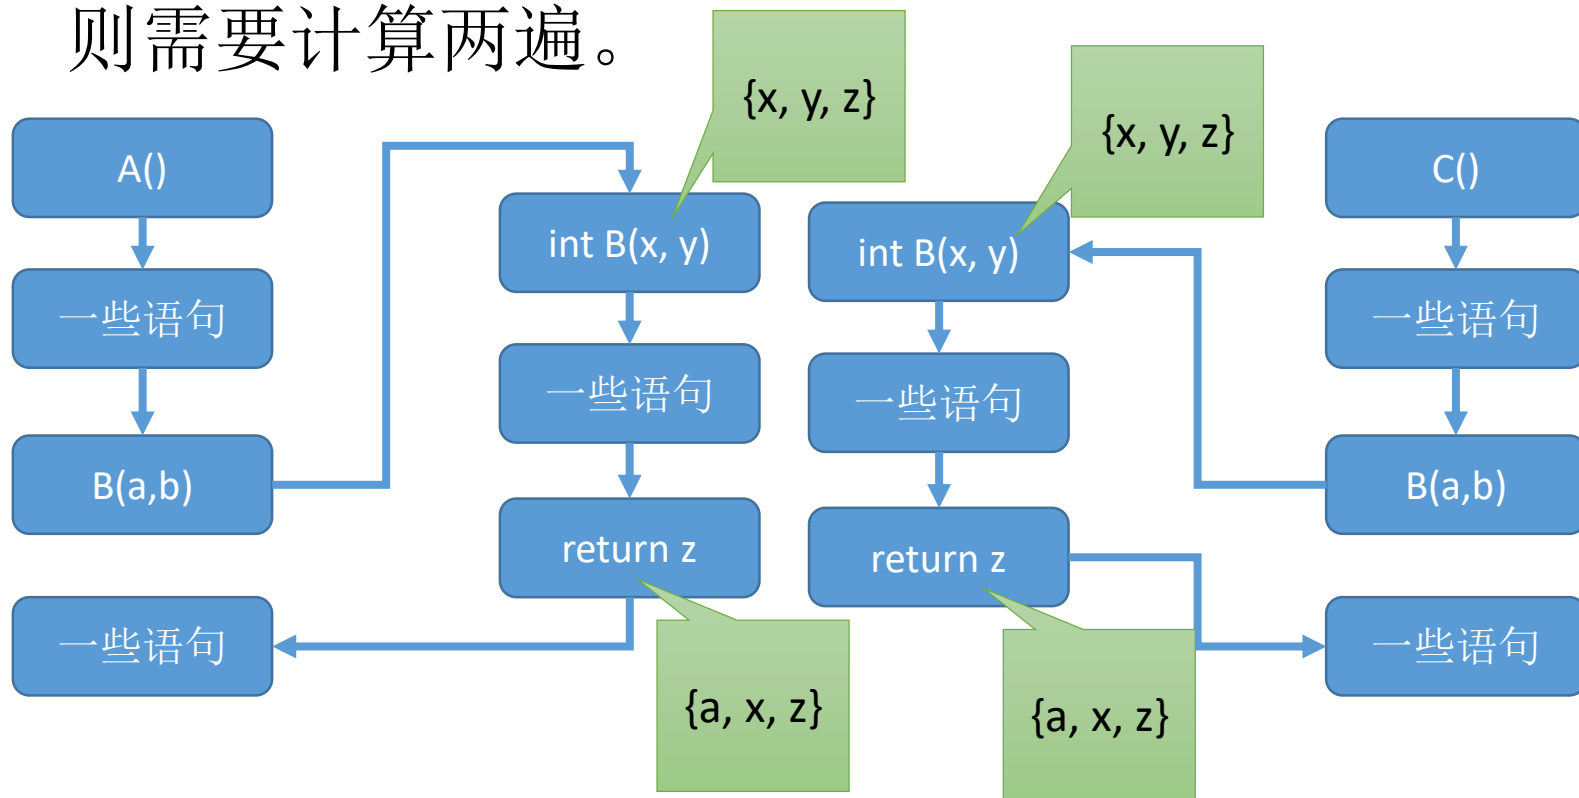 则需要计算两遍。
A()
一些语句
B(a,b)
一些语句
{x, y, z}
int B(x, y)
一些语句
return z
{a, x, z}
{x, y, z}
int B(x, y)
一些语句
return z
{a, x, z}
C()
一些语句
B(a,b)
一些语句